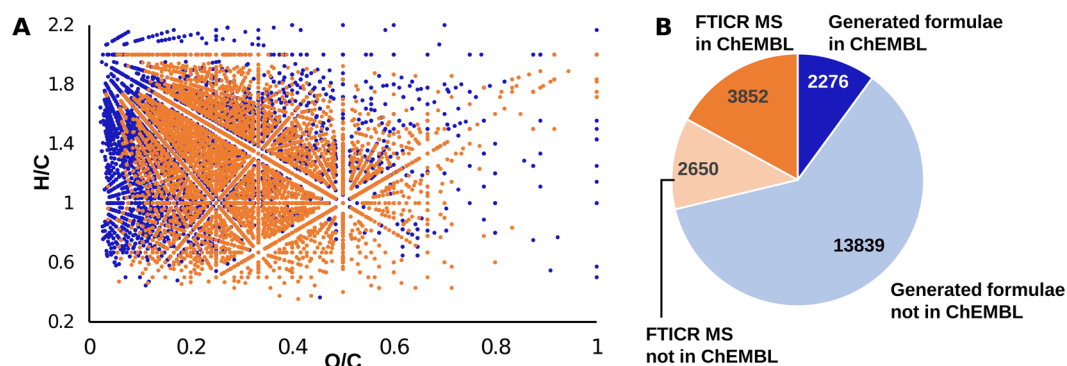 A
H/C
2.2
1.8
1.4
1
0.6
0.2
0
0.2
0.4
0.6
0.8
1
O/C
B
FTICR MS
in ChEMBL
Generated formulae
in ChEMBL
3852
2276
2650
13839
Generated formulae
not in ChEMBL
FTICR MS
not in ChEMBL